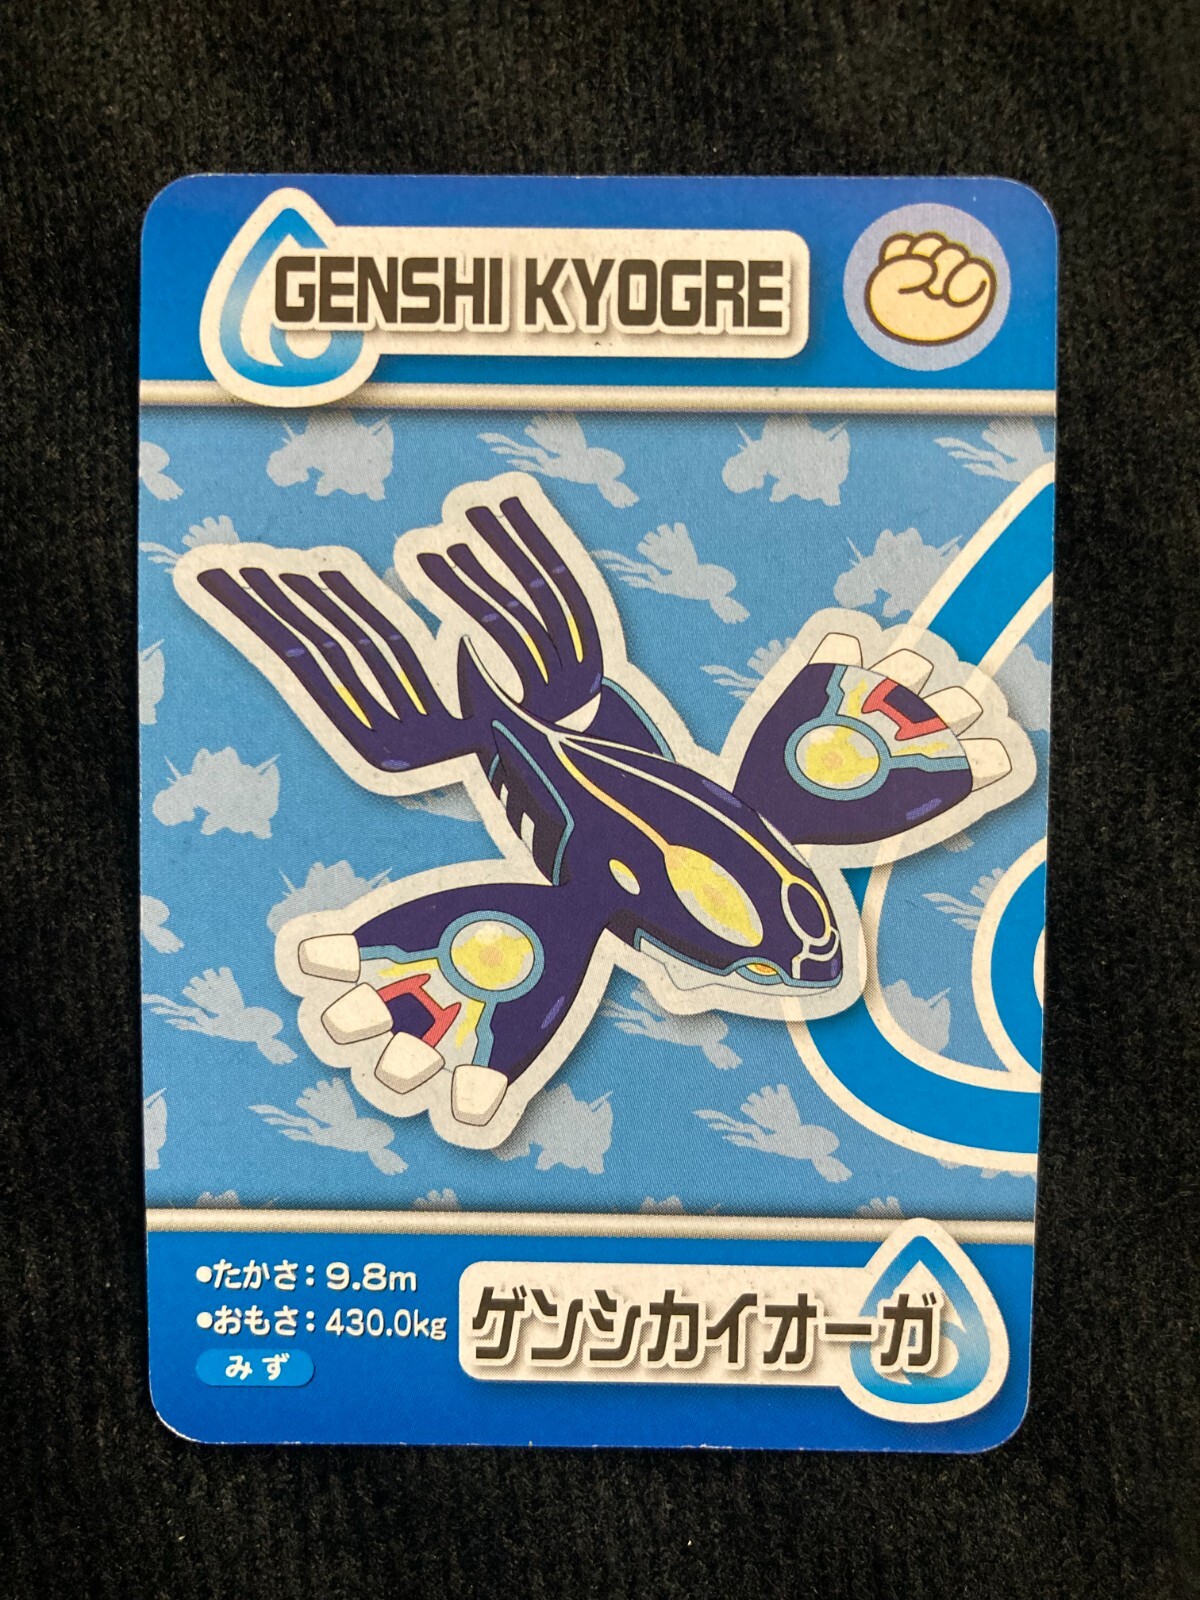 GENSHI KYOGRE
•たかさ：9.8m
•おもさ：430.0kg
みず
ゲンシカイオーガ